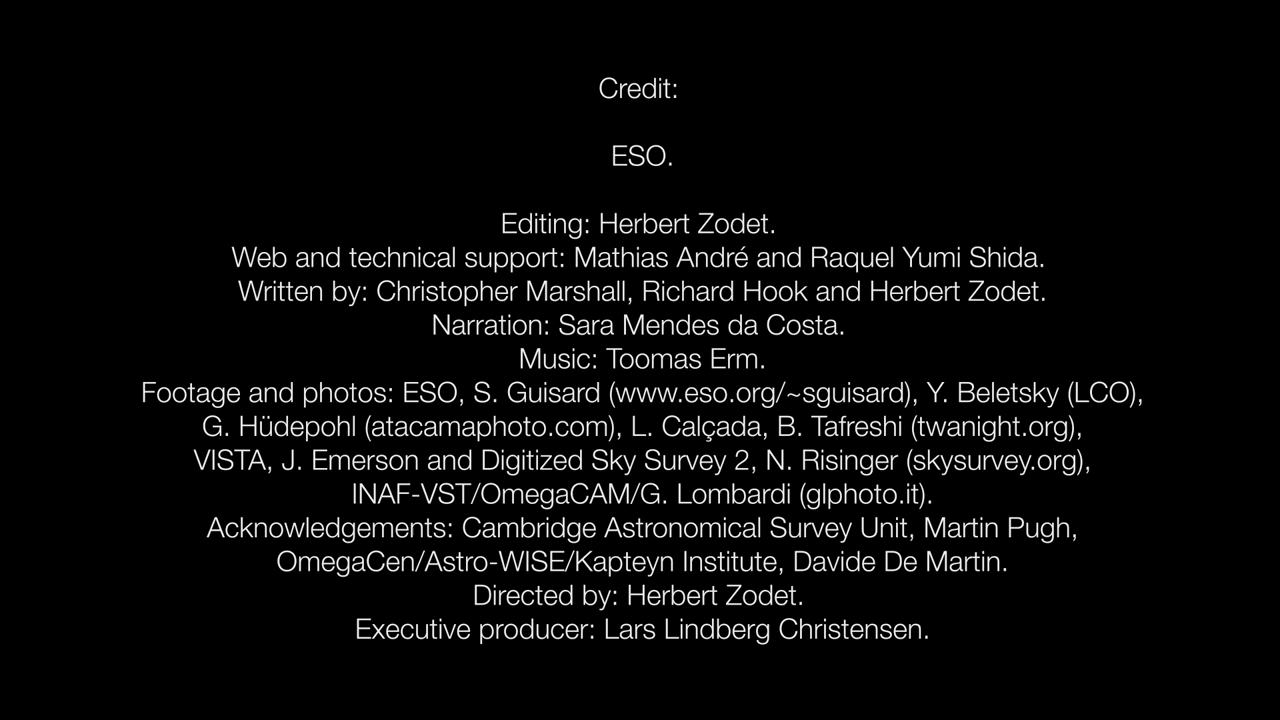 Credit:
ESO.
Editing: Herbert Zodet.
Web and technical support: Mathias André and Raquel Yumi Shida.
Written by: Christopher Marshall, Richard Hook and Herbert Zodet.
Narration: Sara Mendes da Costa.
Music: Toomas Erm.
Footage and photos: ESO, S. Guisard (www.eso.org/~sguisard), Y. Beletsky (LCO),
G. Hüdepohl (atacamaphoto.com), L. Calçada, B. Tafreshi (twanight.org),
VISTA, J. Emerson and Digitized Sky Survey 2, N. Risinger (skysurvey.org),
INAF-VST/OmegaCAM/G. Lombardi (glphoto.it).
Acknowledgements: Cambridge Astronomical Survey Unit, Martin Pugh,
OmegaCen/Astro-WISE/Kapteyn Institute, Davide De Martin.
Directed by: Herbert Zodet.
Executive producer: Lars Lindberg Christensen.